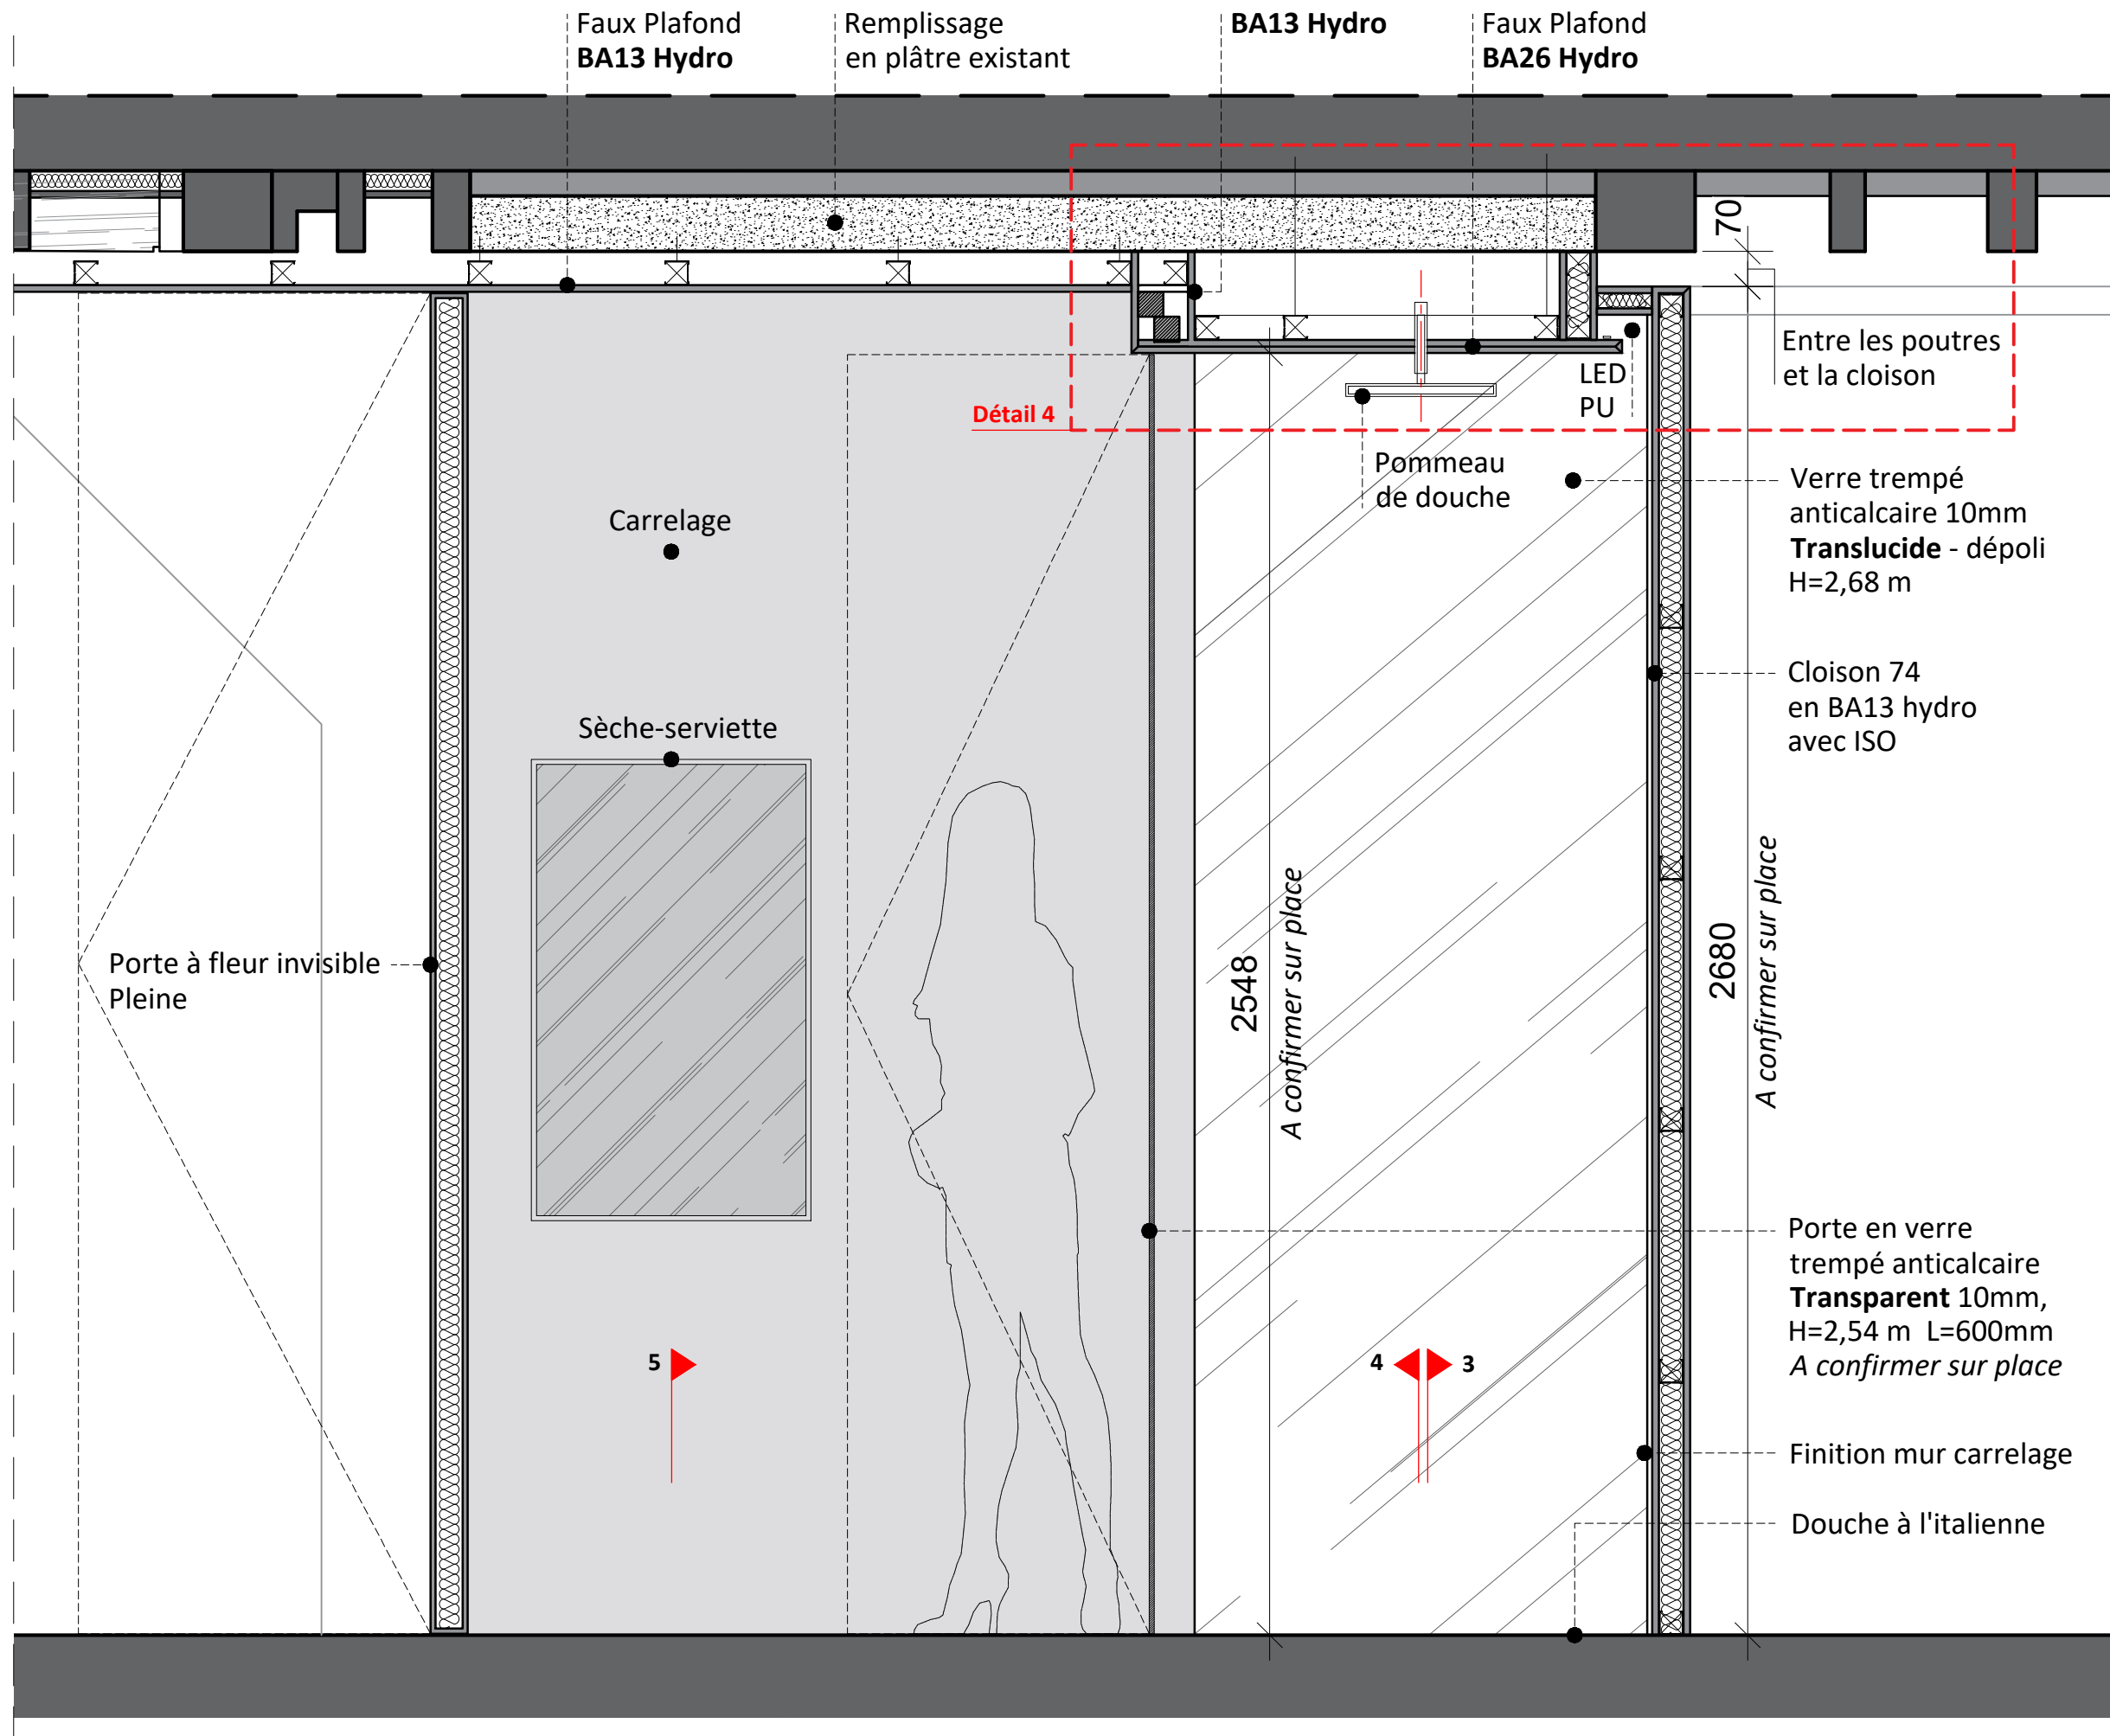 Faux Plafond
BA13 Hydro
Remplissage
en plâtre existant
BA13 Hydro
Faux Plafond
BA26 Hydro
70
Entre les poutres
et la cloison
LED
PU
Détail 4
Pommeau
de douche
Verre trempé
anticalcaire 10mm
Translucide - dépoli
H=2,68 m
Carrelage
Cloison 74
en BA13 hydro
avec ISO
Sèche-serviette
Porte à fleur invisible
Pleine
2548
A confirmer sur place
2680
A confirmer sur place
Porte en verre
trempé anticalcaire
Transparent 10mm,
H=2,54 m L=600mm
A confirmer sur place
5
4
3
Finition mur carrelage
Douche à l'italienne